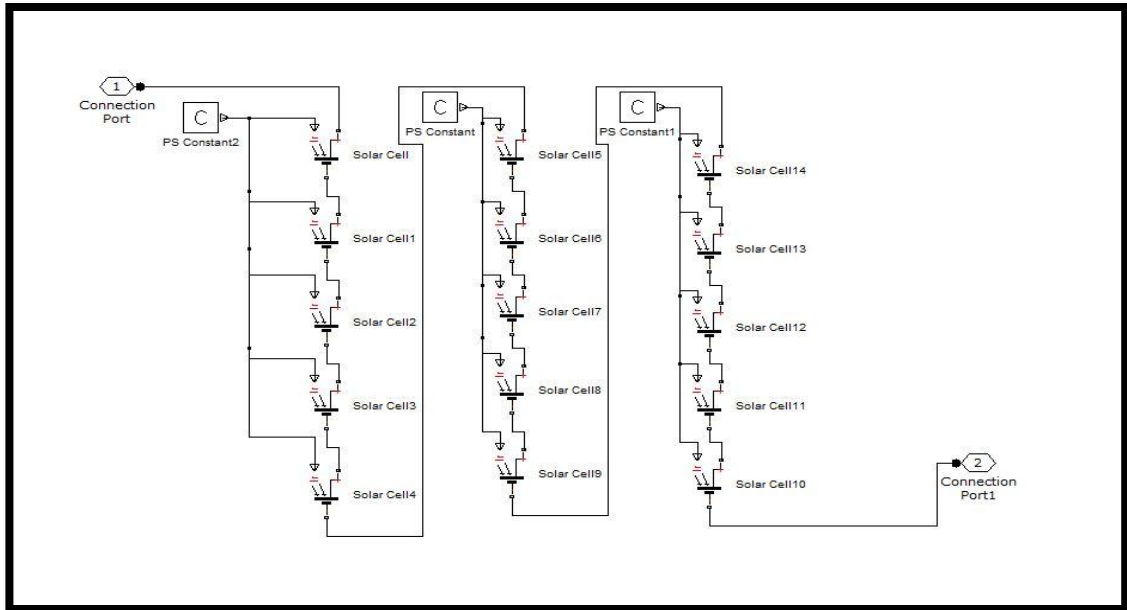 1
Connection
Port
C
PS Constant2
Solar Cell
Solar Cell1
Solar Cell2
Solar Cell3
Solar Cell4
C
PS Constant
Solar Cell5
Solar Cell6
Solar Cell7
Solar Cell8
Solar Cell9
C
PS Constant1
Solar Cell14
Solar Cell13
Solar Cell12
Solar Cell11
Solar Cell10
2
Connection
Port1